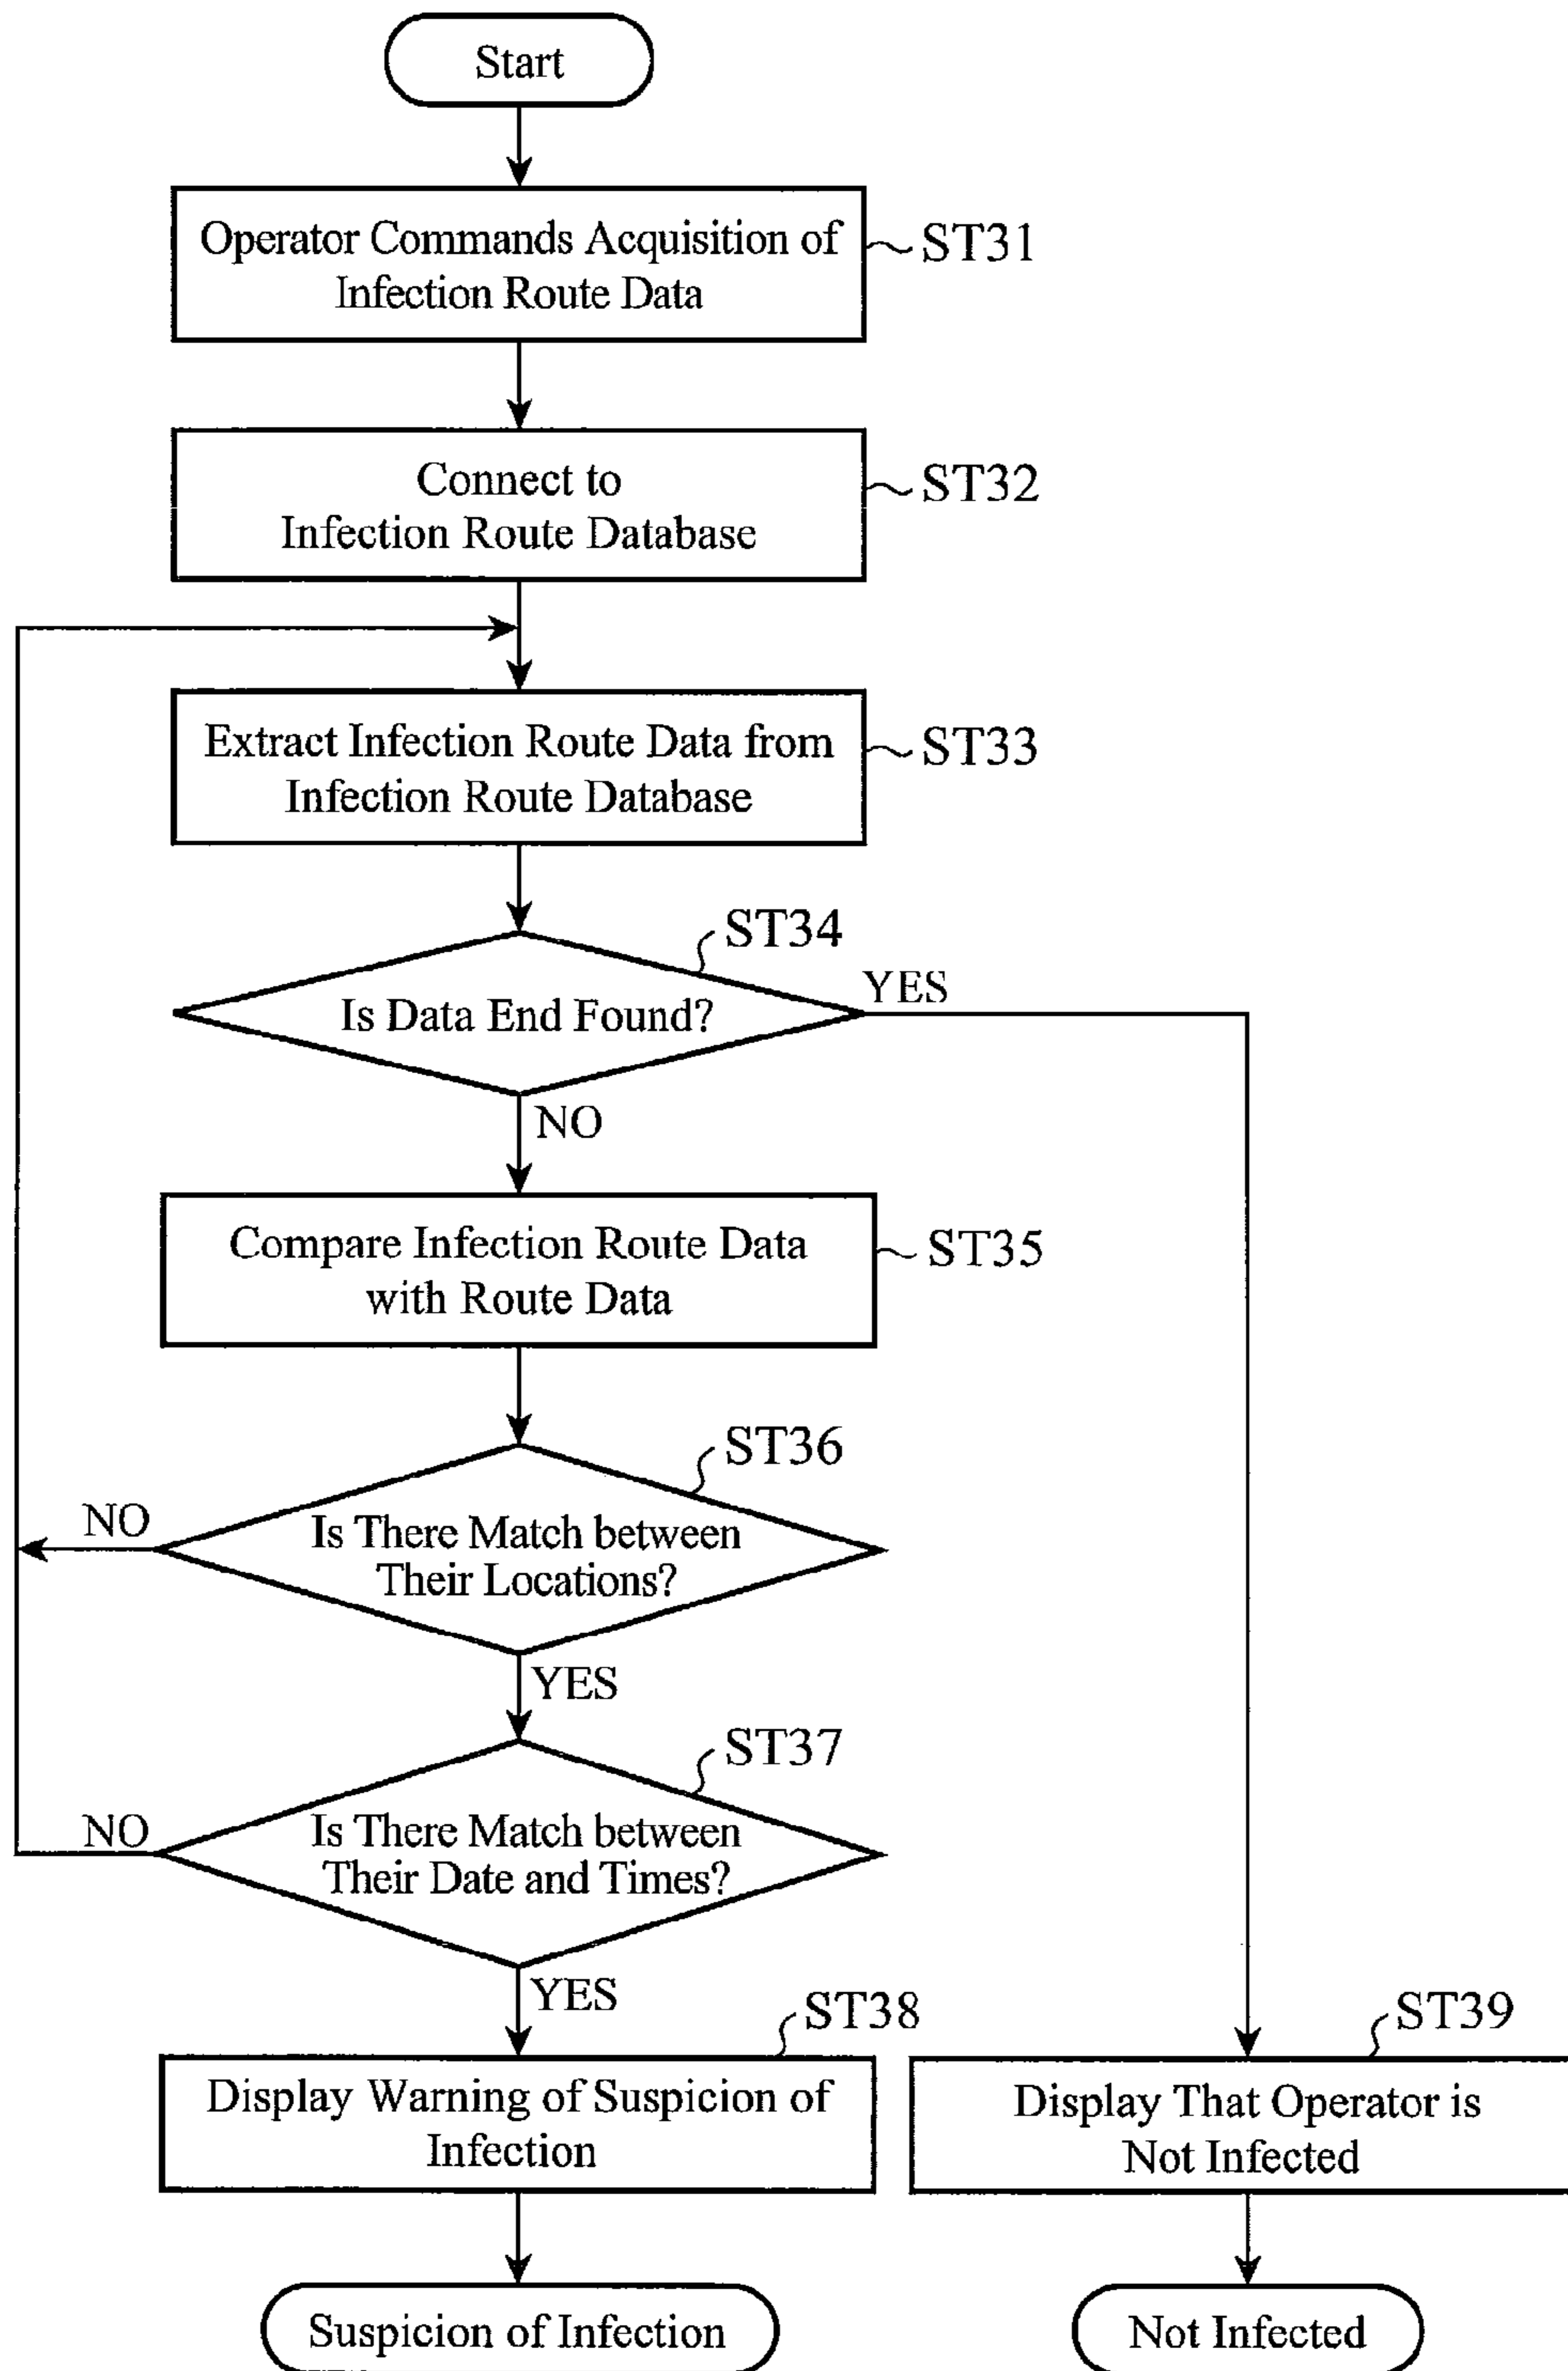 Start
Operator Commands Acquisition of
Infection Route Data
ST31
Connect to
Infection Route Database
ST32
Extract Infection Route Data from
Infection Route Database
ST33
ST34
Is Data End Found?
YES
NO
Compare Infection Route Data
with Route Data
ST35
ST36
Is There Match between
Their Locations?
NO
YES
ST37
Is There Match between
Their Date and Times?
NO
YES
ST38
Display Warning of Suspicion of
Infection
ST39
Display That Operator is
Not Infected
Suspicion of Infection
Not Infected